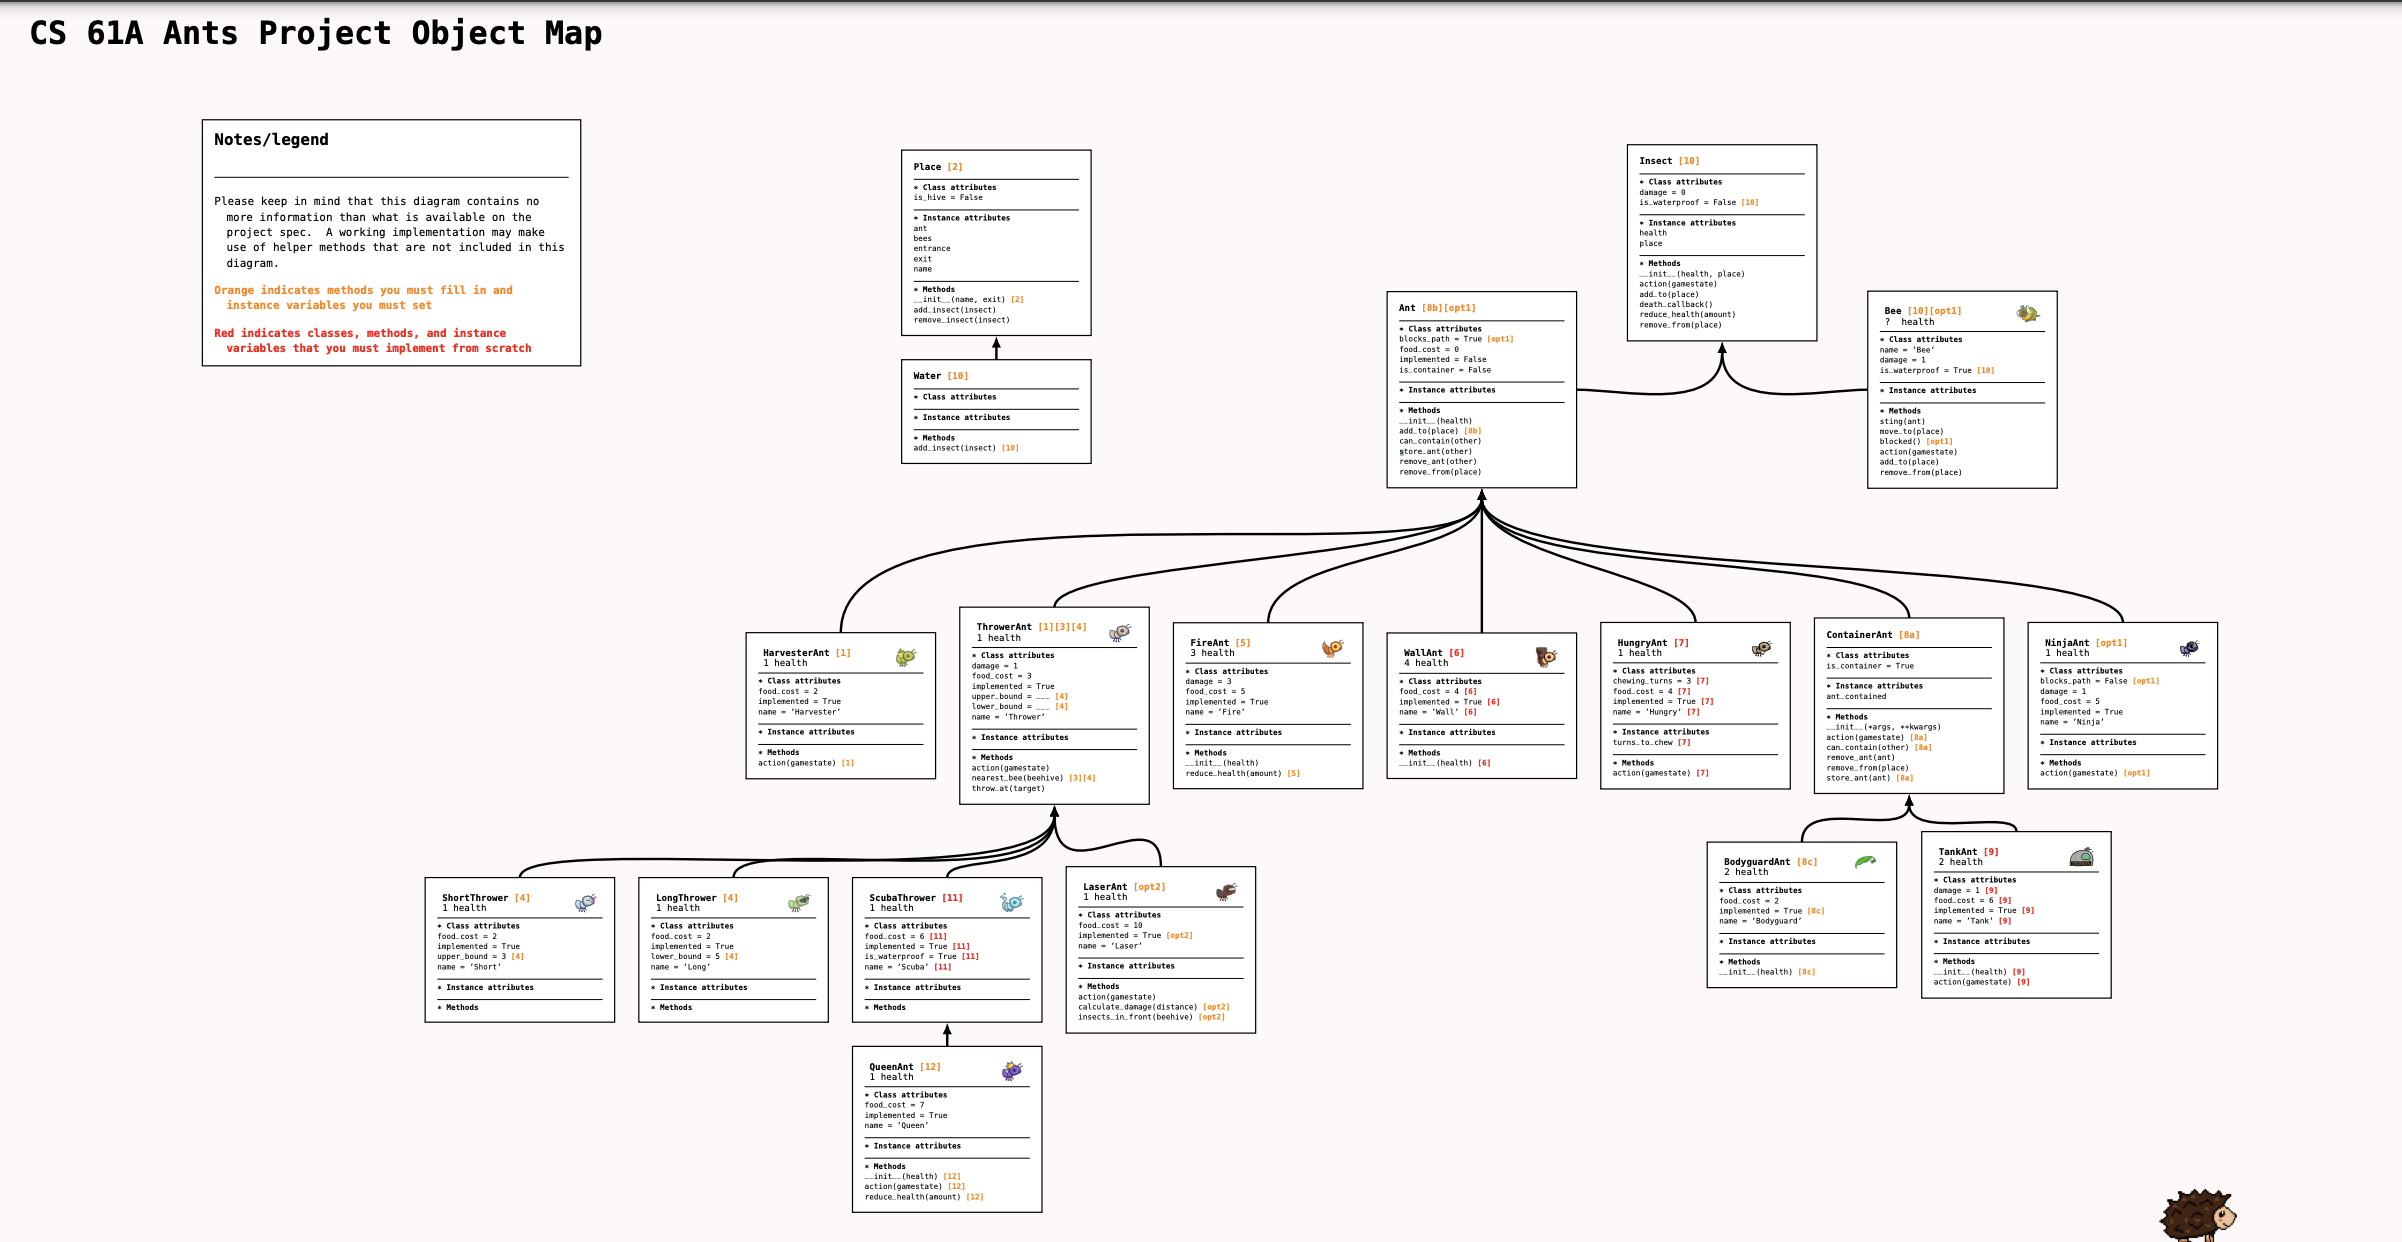 CS 61A Ants Project Object Map
Notes/legend
Please keep in mind that this diagram contains no
more information than what is available on the
project spec.  A working implementation may make
use of helper methods that are not included in this
diagram.
Orange indicates methods you must fill in and
instance variables you must set
Red indicates classes, methods, and instance
variables that you must implement from scratch
Place [2]
* Class attributes
is_hive = False
* Instance attributes
ant
bees
entrance
exit
name
* Methods
__init__(name, exit) [2]
add_insect(insect)
remove_insect(insect)
Water [10]
* Class attributes
* Instance attributes
* Methods
add_insect(insect) [10]
Insect [10]
* Class attributes
damage = 0
is_waterproof = False [10]
* Instance attributes
health
place
* Methods
__init__(health, place)
action(gamestate)
add_to(place)
death_callback()
reduce_health(amount)
remove_from(place)
Ant [8b][opt1]
* Class attributes
blocks_path = True [opt1]
food_cost = 0
implemented = False
is_container = False
* Instance attributes
* Methods
__init__(health)
add_to(place) [8b]
can_contain(other)
store_ant(other)
remove_ant(other)
remove_from(place)
Bee [10][opt1]
? health
* Class attributes
name = 'Bee'
damage = 1
is_waterproof = True [10]
* Instance attributes
* Methods
sting(ant)
move_to(place)
blocked() [opt1]
action(gamestate)
add_to(place)
remove_from(place)
HarvesterAnt [1]
1 health
* Class attributes
food_cost = 2
implemented = True
name = 'Harvester'
* Instance attributes
* Methods
action(gamestate) [1]
ThrowerAnt [1][3][4]
1 health
* Class attributes
damage = 1
food_cost = 3
implemented = True
upper_bound = ___ [4]
lower_bound = ___ [4]
name = 'Thrower'
* Instance attributes
* Methods
action(gamestate)
nearest_bee(beehive) [3][4]
throw_at(target)
FireAnt [5]
3 health
* Class attributes
damage = 3
food_cost = 5
implemented = True
name = 'Fire'
* Instance attributes
* Methods
__init__(health)
reduce_health(amount) [5]
WallAnt [6]
4 health
* Class attributes
food_cost = 4 [6]
implemented = True [6]
name = 'Wall' [6]
* Instance attributes
* Methods
__init__(health) [6]
HungryAnt [7]
1 health
* Class attributes
chewing_turns = 3 [7]
food_cost = 4 [7]
implemented = True [7]
name = 'Hungry' [7]
* Instance attributes
turns_to_chew [7]
* Methods
action(gamestate) [7]
ContainerAnt [8a]
* Class attributes
is_container = True
* Instance attributes
ant_contained
* Methods
__init__(*args, **kwargs)
action(gamestate) [8a]
can_contain(other) [8a]
remove_ant(ant)
remove_from(place)
store_ant(ant) [8a]
NinjaAnt [opt1]
1 health
* Class attributes
blocks_path = False [opt1]
damage = 1
food_cost = 5
implemented = True
name = 'Ninja'
* Instance attributes
* Methods
action(gamestate) [opt1]
ShortThrower [4]
1 health
* Class attributes
food_cost = 2
implemented = True
upper_bound = 3 [4]
name = 'Short'
* Instance attributes
* Methods
LongThrower [4]
1 health
* Class attributes
food_cost = 2
implemented = True
lower_bound = 5 [4]
name = 'Long'
* Instance attributes
* Methods
ScubaThrower [11]
1 health
* Class attributes
food_cost = 6 [11]
implemented = True [11]
is_waterproof = True [11]
name = 'Scuba' [11]
* Instance attributes
* Methods
LaserAnt [opt2]
1 health
* Class attributes
food_cost = 10
implemented = True [opt2]
name = 'Laser'
* Instance attributes
* Methods
action(gamestate)
calculate_damage(distance) [opt2]
insects_in_front(beehive) [opt2]
BodyguardAnt [8c]
2 health
* Class attributes
food_cost = 2
implemented = True [8c]
name = 'Bodyguard'
* Instance attributes
* Methods
__init__(health) [8c]
TankAnt [9]
2 health
* Class attributes
damage = 1 [9]
food_cost = 6 [9]
implemented = True [9]
name = 'Tank' [9]
* Instance attributes
* Methods
__init__(health) [9]
action(gamestate) [9]
QueenAnt [12]
1 health
* Class attributes
food_cost = 7
implemented = True
name = 'Queen'
* Instance attributes
* Methods
__init__(health) [12]
action(gamestate) [12]
reduce_health(amount) [12]